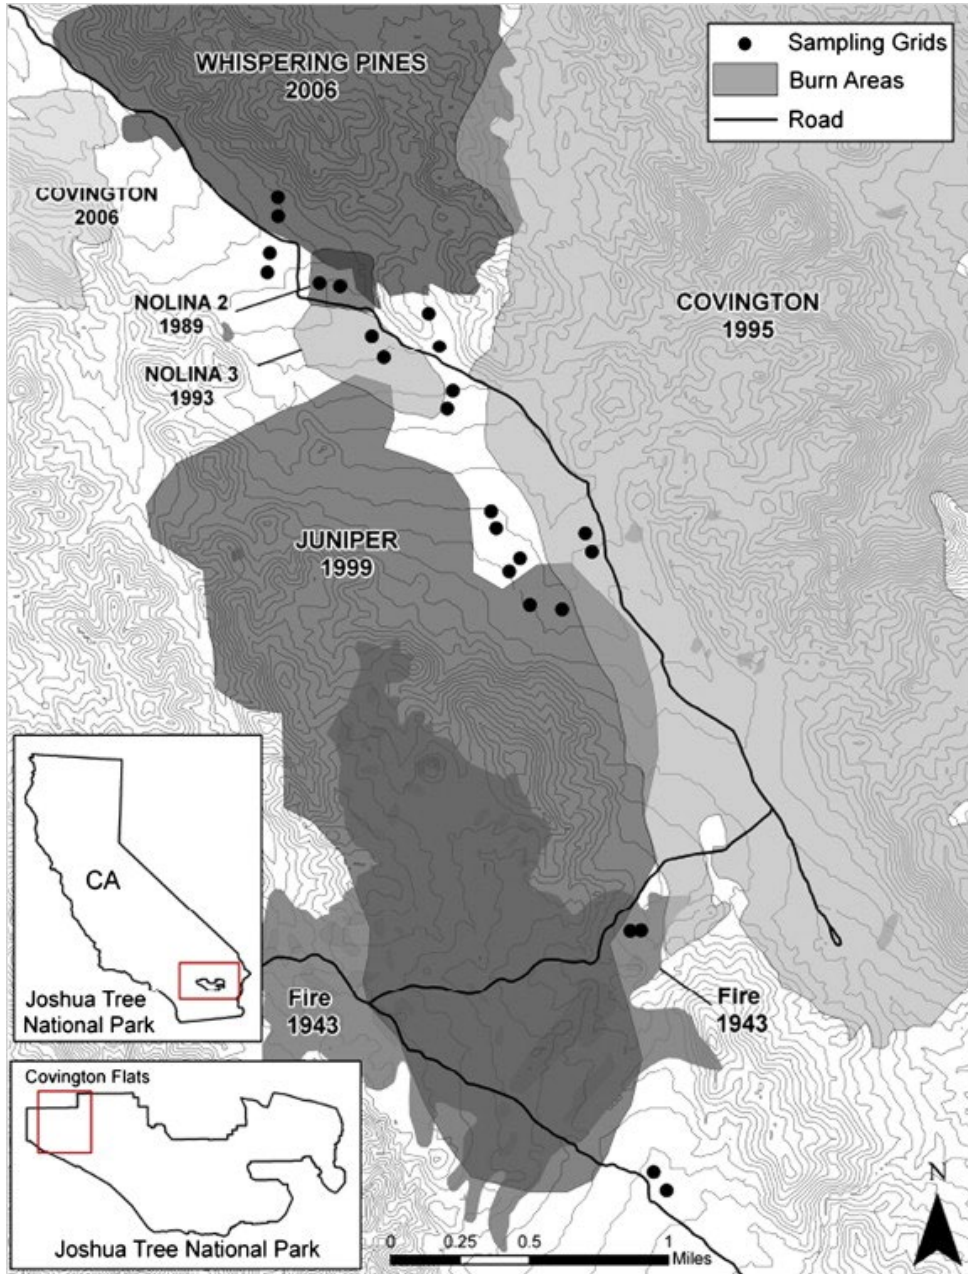 WHISPERING PINES
2006
Sampling Grids
Burn Areas
Road
COVINGTON
2006
NOLINA 2
1989
COVINGTON
1995
NOLINA 3
1993
JUNIPER
1999
CA
Joshua Tree
National Park
Fire
1943
Fire
1943
Covington Flats
Joshua Tree National Park
N
0 0.25 0.5 1
Miles